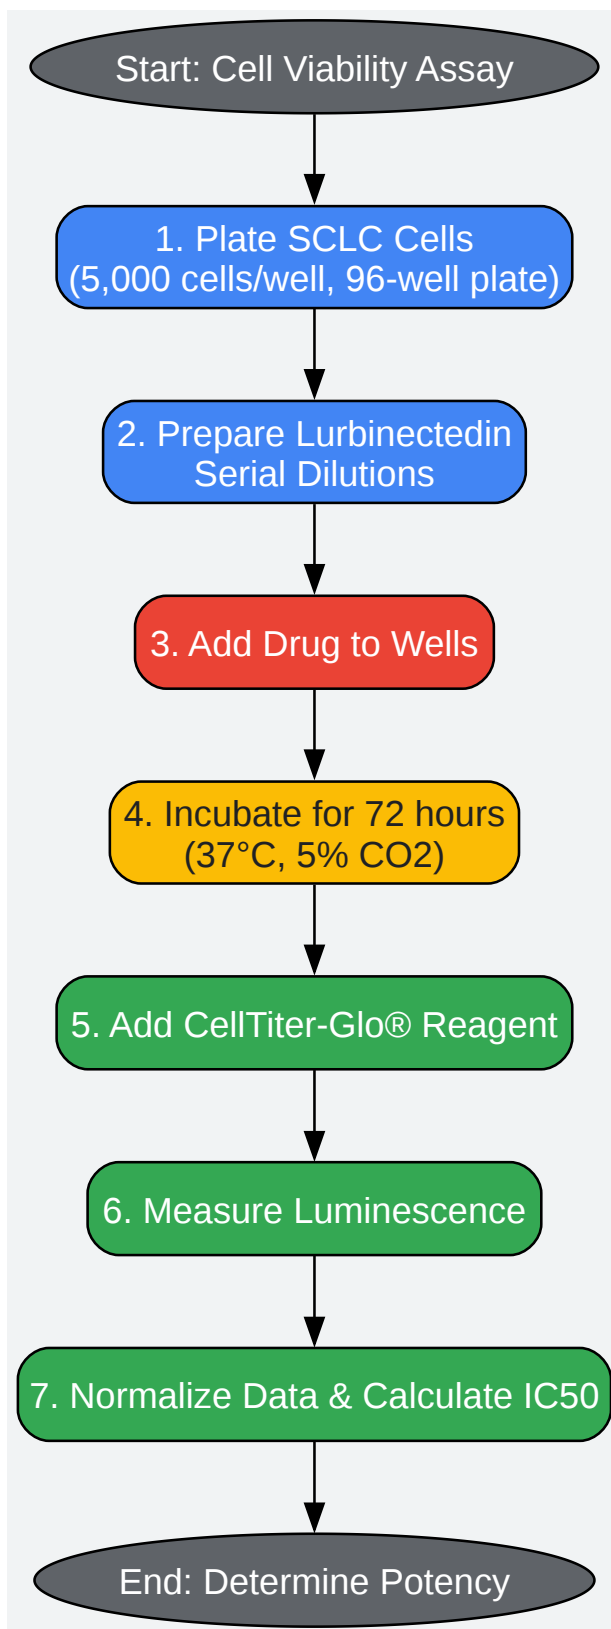 Start: Cell Viability Assay
1. Plate SCLC Cells
(5,000 cells/well, 96-well plate)
2. Prepare Lurbinectedin
Serial Dilutions
3. Add Drug to Wells
4. Incubate for 72 hours
(37°C, 5% CO2)
5. Add CellTiter-Glo® Reagent
6. Measure Luminescence
7. Normalize Data & Calculate IC50
End: Determine Potency